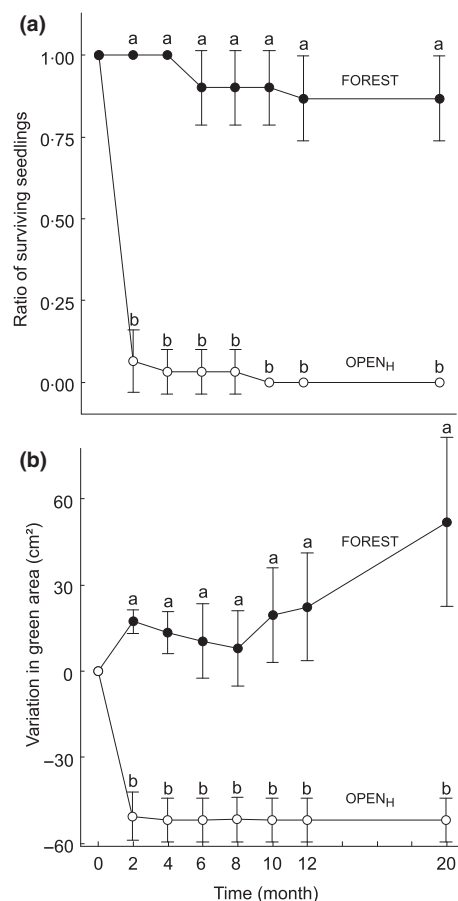 (a)
a a a a a a a
1·00
FOREST
0·75
Ratio of surviving seedlings
0·50
0·25
b
b b b b b b
OPENH
0·00
(b)
a
60
FOREST
a a a a a a
30
Variation in green area (cm²)
0
–30
b b b b b b b
OPENH
–60
0 2 4 6 8 10 12 20
Time (month)